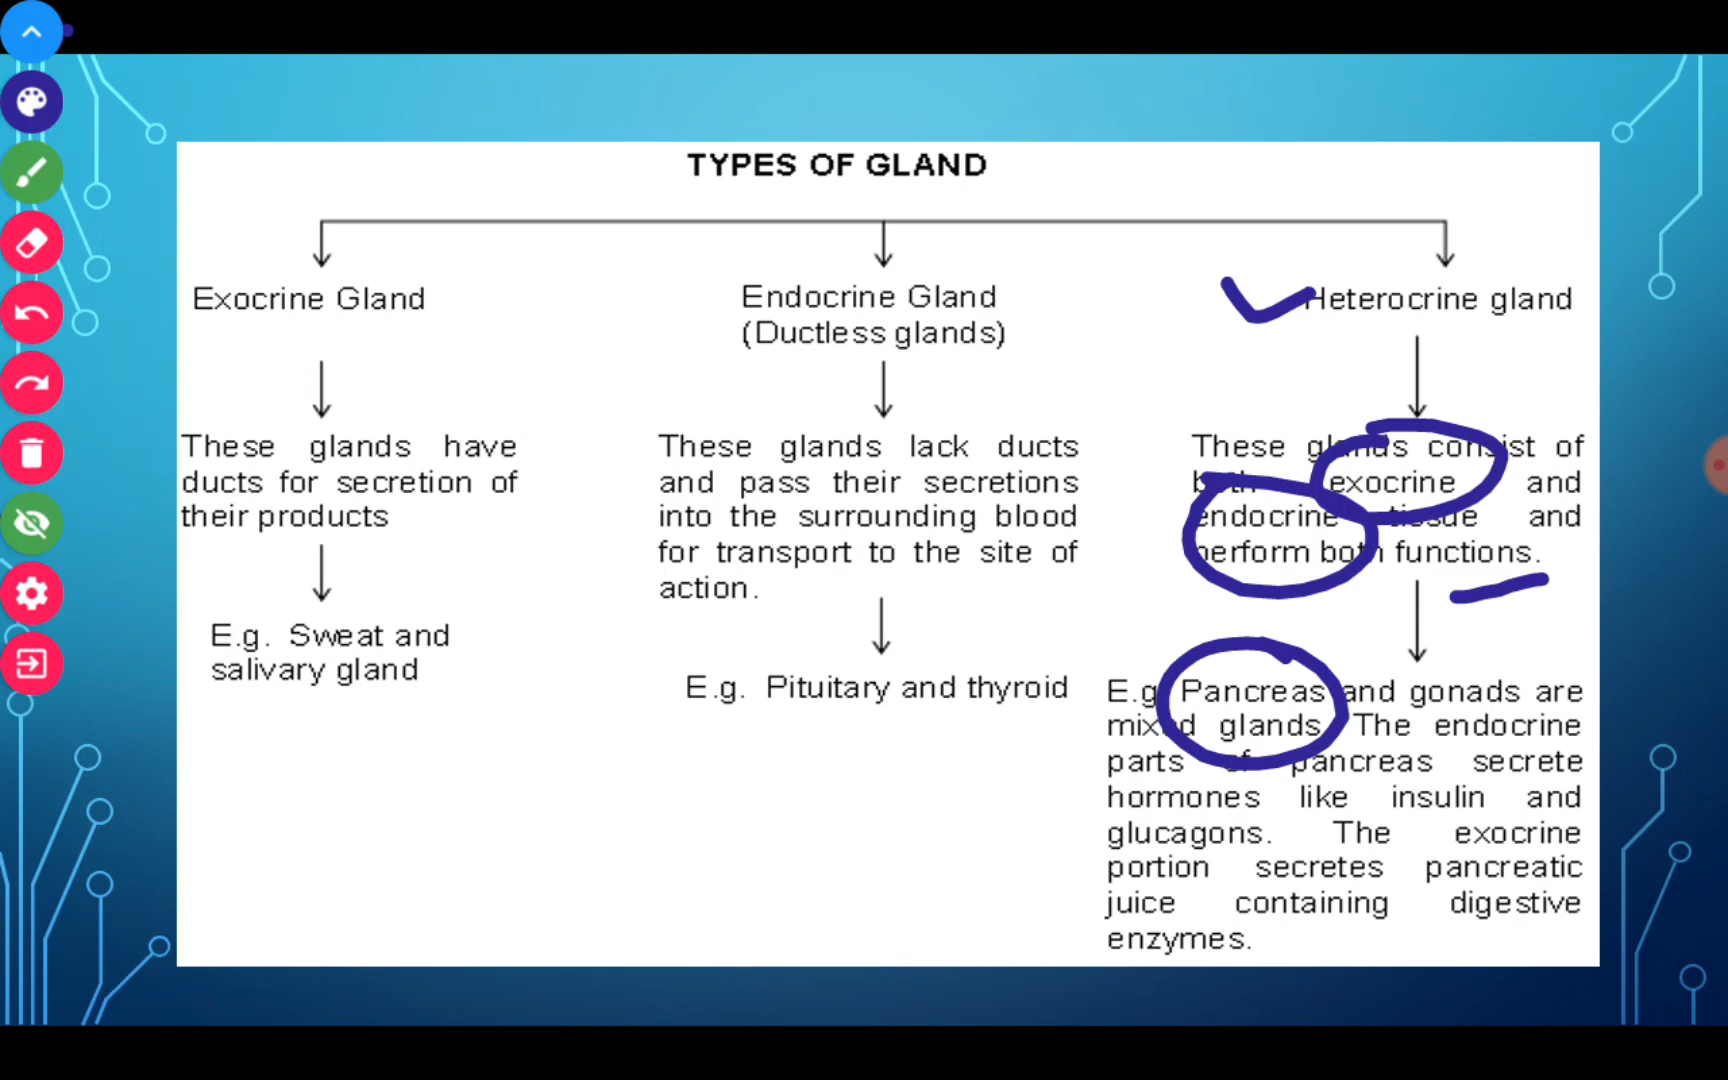 TYPES OF GLAND
Exocrine Gland
These glands have
ducts for secretion of
their products
E.g. Sweat and
salivary gland
Endocrine Gland
(Ductless glands)
These glands lack ducts
and pass their secretions
into the surrounding blood
for transport to the site of
action.
E.g. Pituitary and thyroid
Heterocrine gland
These glands consist of
both exocrine and
endocrine tissue and
perform both functions.
E.g. Pancreas and gonads are
mixed glands. The endocrine
parts of pancreas secrete
hormones like insulin and
glucagons. The exocrine
portion secretes pancreatic
juice containing digestive
enzymes.